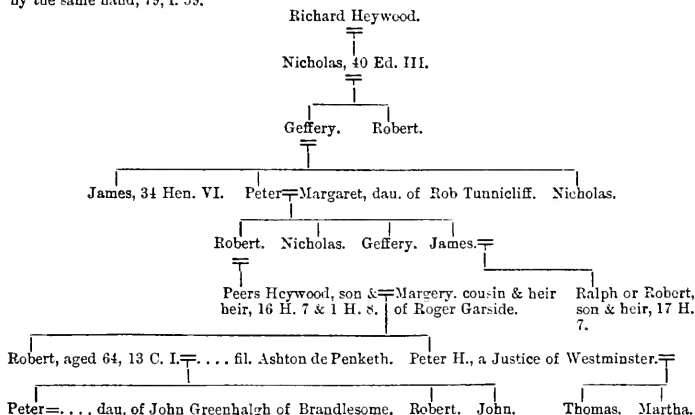 by the same hand, 79, f. 59.
Richard Heywood.
Nicholas, 40 Ed. III.
Geffery. Robert.
James, 34 Hen. VI. Peter=Margaret, dau. of Rob Tunnicliff. Nicholas.
Robert. Nicholas. Geffery. James.=
Peers Heywood, son &=Margery. cousin & heir Ralph or Robert,
heir, 16 H. 7 & 1 H. 8. of Roger Garside. son & heir, 17 H.
7.
Robert, aged 64, 13 C. I.=.... fil. Ashton de Penketh. Peter H., a Justice of Westminster.=
Peter=.... dau. of John Greenhalgh of Brandlesome. Robert. John. Thomas. Martha.